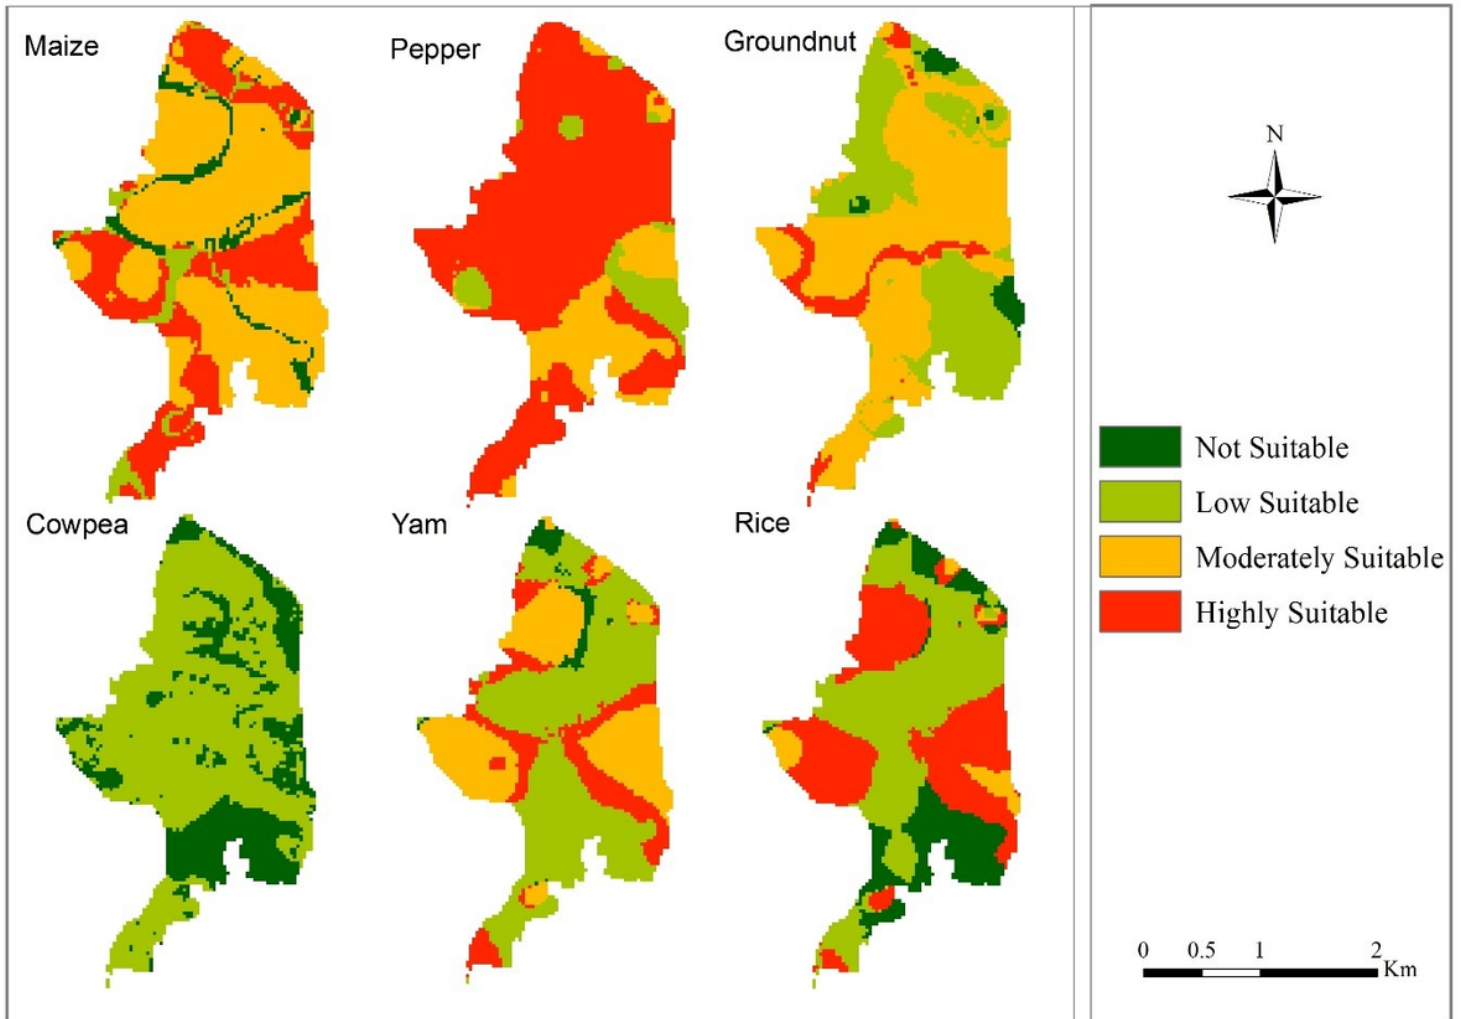 Maize
Pepper
Groundnut
Cowpea
Yam
Rice
N
Not Suitable
Low Suitable
Moderately Suitable
Highly Suitable
0 0.5 1 2
Km